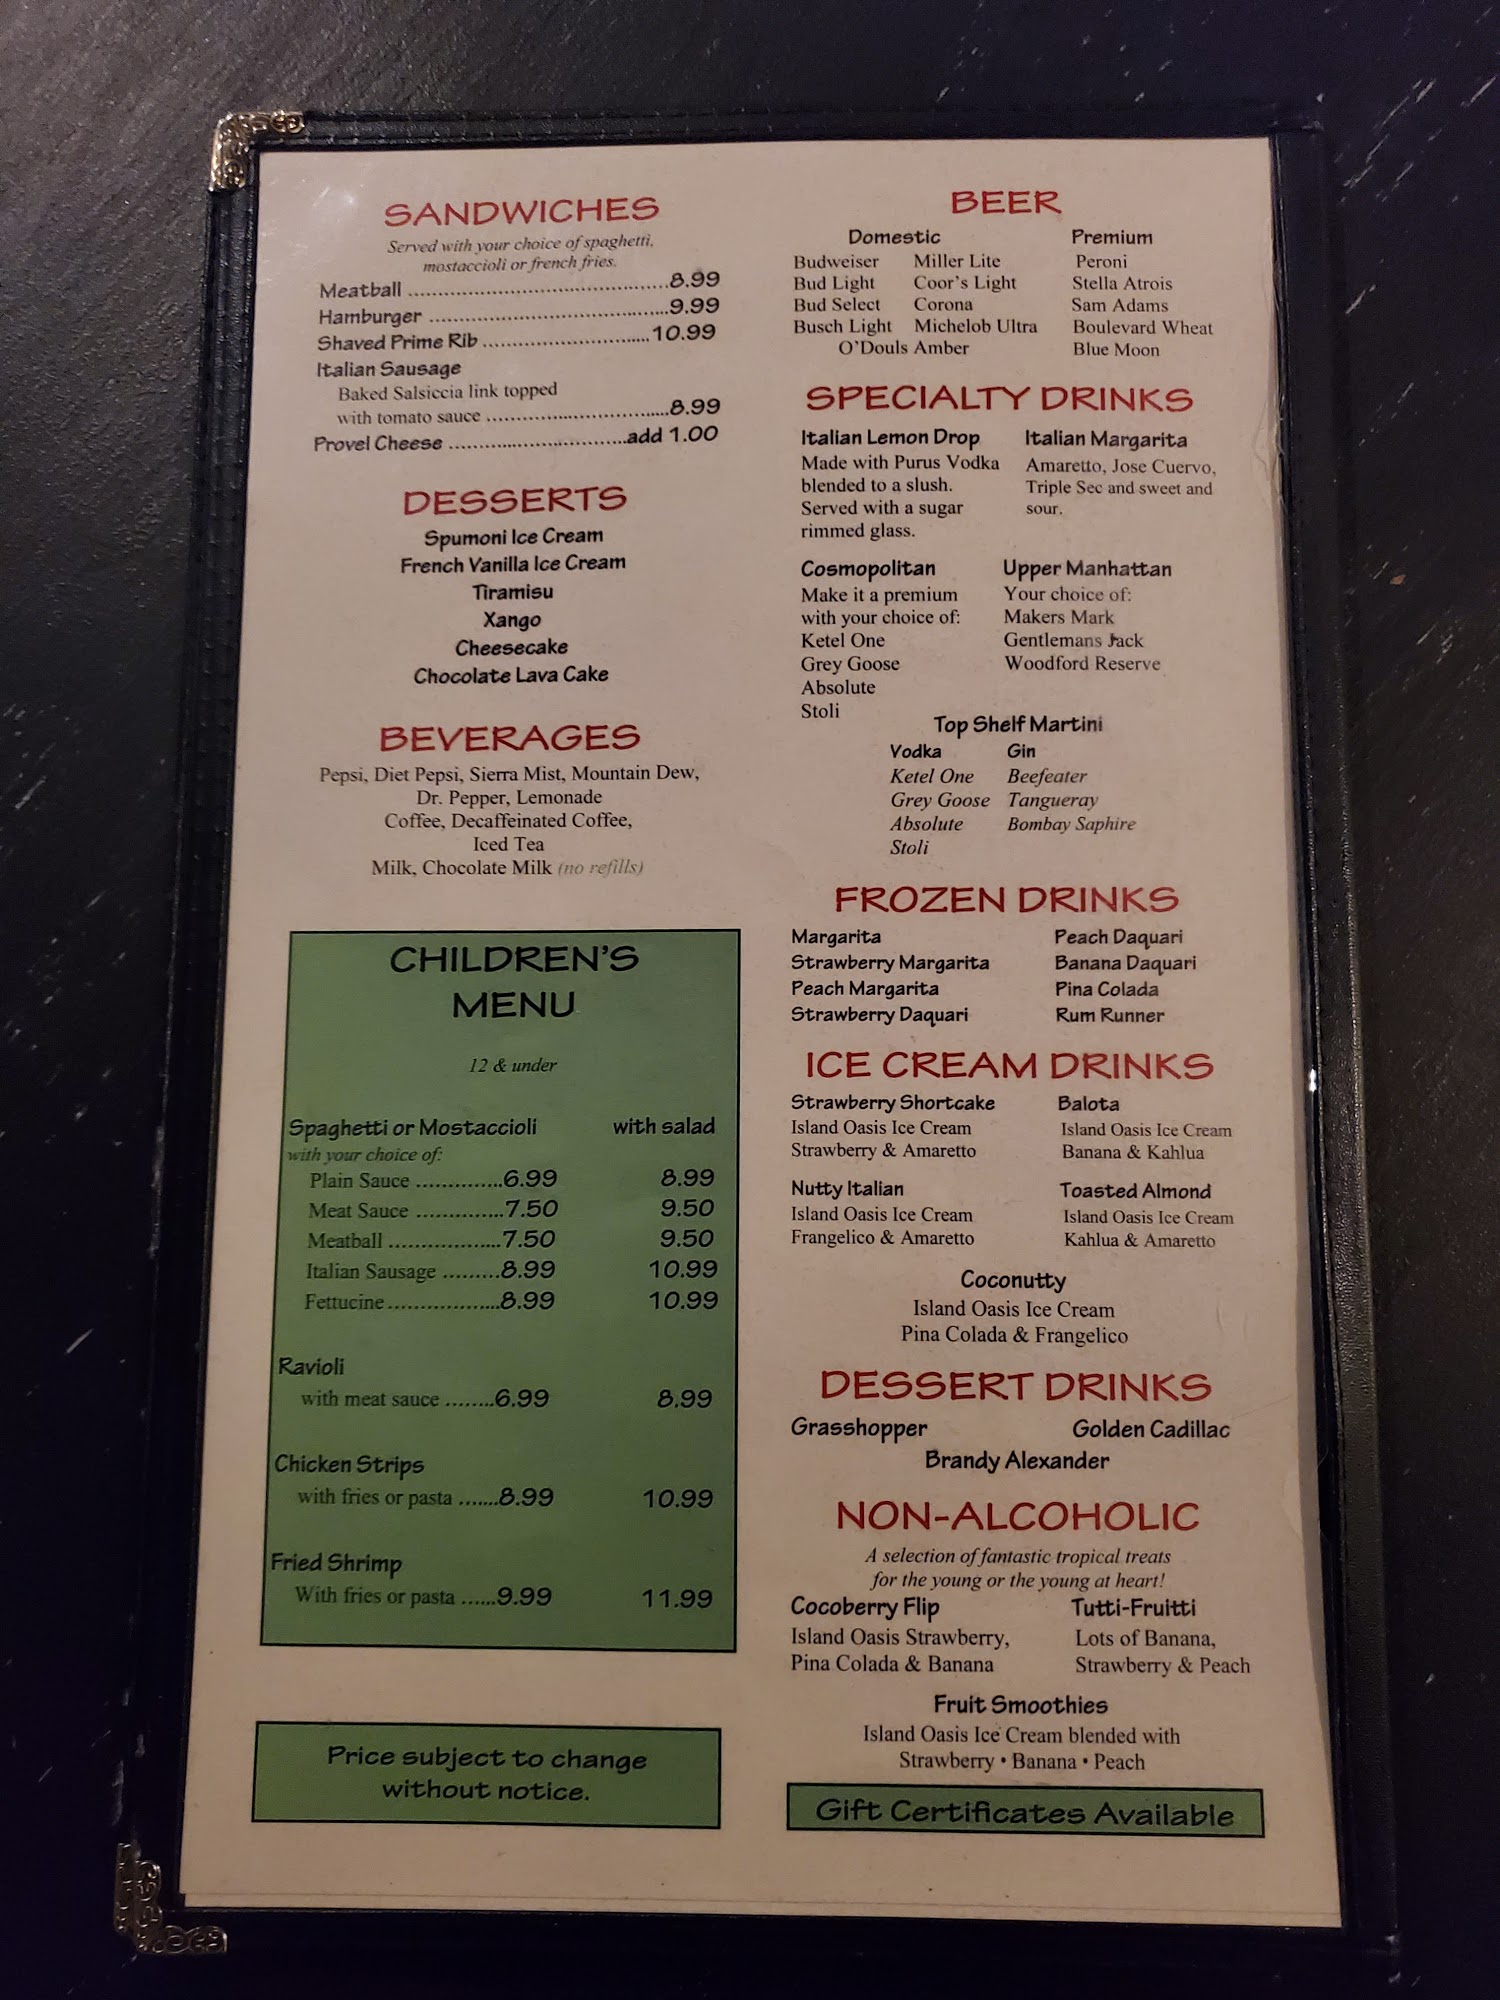 SANDWICHES
Served with your choice of spaghetti,
mostaccioli or french fries.
Meatball ........................................8.99
Hamburger ....................................9.99
Shaved Prime Rib .........................10.99
Italian Sausage
Baked Salsiccia link topped
with tomato sauce ............................8.99
Provel Cheese ...........................add 1.00
DESSERTS
Spumoni Ice Cream
French Vanilla Ice Cream
Tiramisu
Xango
Cheesecake
Chocolate Lava Cake
BEVERAGES
Pepsi, Diet Pepsi, Sierra Mist, Mountain Dew,
Dr. Pepper, Lemonade
Coffee, Decaffeinated Coffee,
Iced Tea
Milk, Chocolate Milk (no refills)
CHILDREN'S
MENU
12 & under
Spaghetti or Mostaccioli with salad
with your choice of:
Plain Sauce ..............6.99 8.99
Meat Sauce ...............7.50 9.50
Meatball ...................7.50 9.50
Italian Sausage .........8.99 10.99
Fettucine...................8.99 10.99
Ravioli
with meat sauce ........6.99 8.99
Chicken Strips
with fries or pasta .......8.99 10.99
Fried Shrimp
With fries or pasta ......9.99 11.99
Price subject to change
without notice.
BEER
Domestic Premium
Budweiser Miller Lite Peroni
Bud Light Coor's Light Stella Atrois
Bud Select Corona Sam Adams
Busch Light Michelob Ultra Boulevard Wheat
O'Douls Amber Blue Moon
SPECIALTY DRINKS
Italian Lemon Drop
Made with Purus Vodka
blended to a slush.
Served with a sugar
rimmed glass.
Italian Margarita
Amaretto, Jose Cuervo,
Triple Sec and sweet and
sour.
Cosmopolitan
Make it a premium
with your choice of:
Ketel One
Grey Goose
Absolute
Stoli
Upper Manhattan
Your choice of:
Makers Mark
Gentlemans Jack
Woodford Reserve
Top Shelf Martini
Vodka Gin
Ketel One Beefeater
Grey Goose Tangueray
Absolute Bombay Saphire
Stoli
FROZEN DRINKS
Margarita Peach Daquari
Strawberry Margarita Banana Daquari
Peach Margarita Pina Colada
Strawberry Daquari Rum Runner
ICE CREAM DRINKS
Strawberry Shortcake Balota
Island Oasis Ice Cream Island Oasis Ice Cream
Strawberry & Amaretto Banana & Kahlua
Nutty Italian Toasted Almond
Island Oasis Ice Cream Island Oasis Ice Cream
Frangelico & Amaretto Kahlua & Amaretto
Coconutty
Island Oasis Ice Cream
Pina Colada & Frangelico
DESSERT DRINKS
Grasshopper Golden Cadillac
Brandy Alexander
NON-ALCOHOLIC
A selection of fantastic tropical treats
for the young or the young at heart!
Cocoberry Flip Tutti-Fruitti
Island Oasis Strawberry, Lots of Banana,
Pina Colada & Banana Strawberry & Peach
Fruit Smoothies
Island Oasis Ice Cream blended with
Strawberry • Banana • Peach
Gift Certificates Available